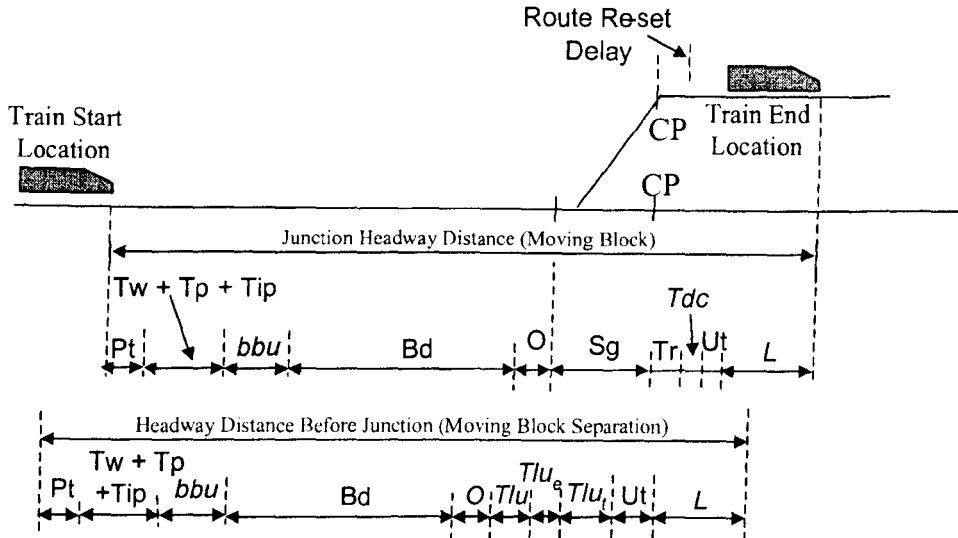 Route Re-set
Delay
Train Start
Location
CP
Train End
Location
CP
Junction Headway Distance (Moving Block)
Tw + Tp + Tip
Tdc
Pt
bbu
Bd
O
Sg
Tr
Ut
L
Headway Distance Before Junction (Moving Block Separation)
Tw + Tp
+Tip
Pt
bbu
Bd
O
Tlu
Tluₑ
Tluₜ
Ut
L